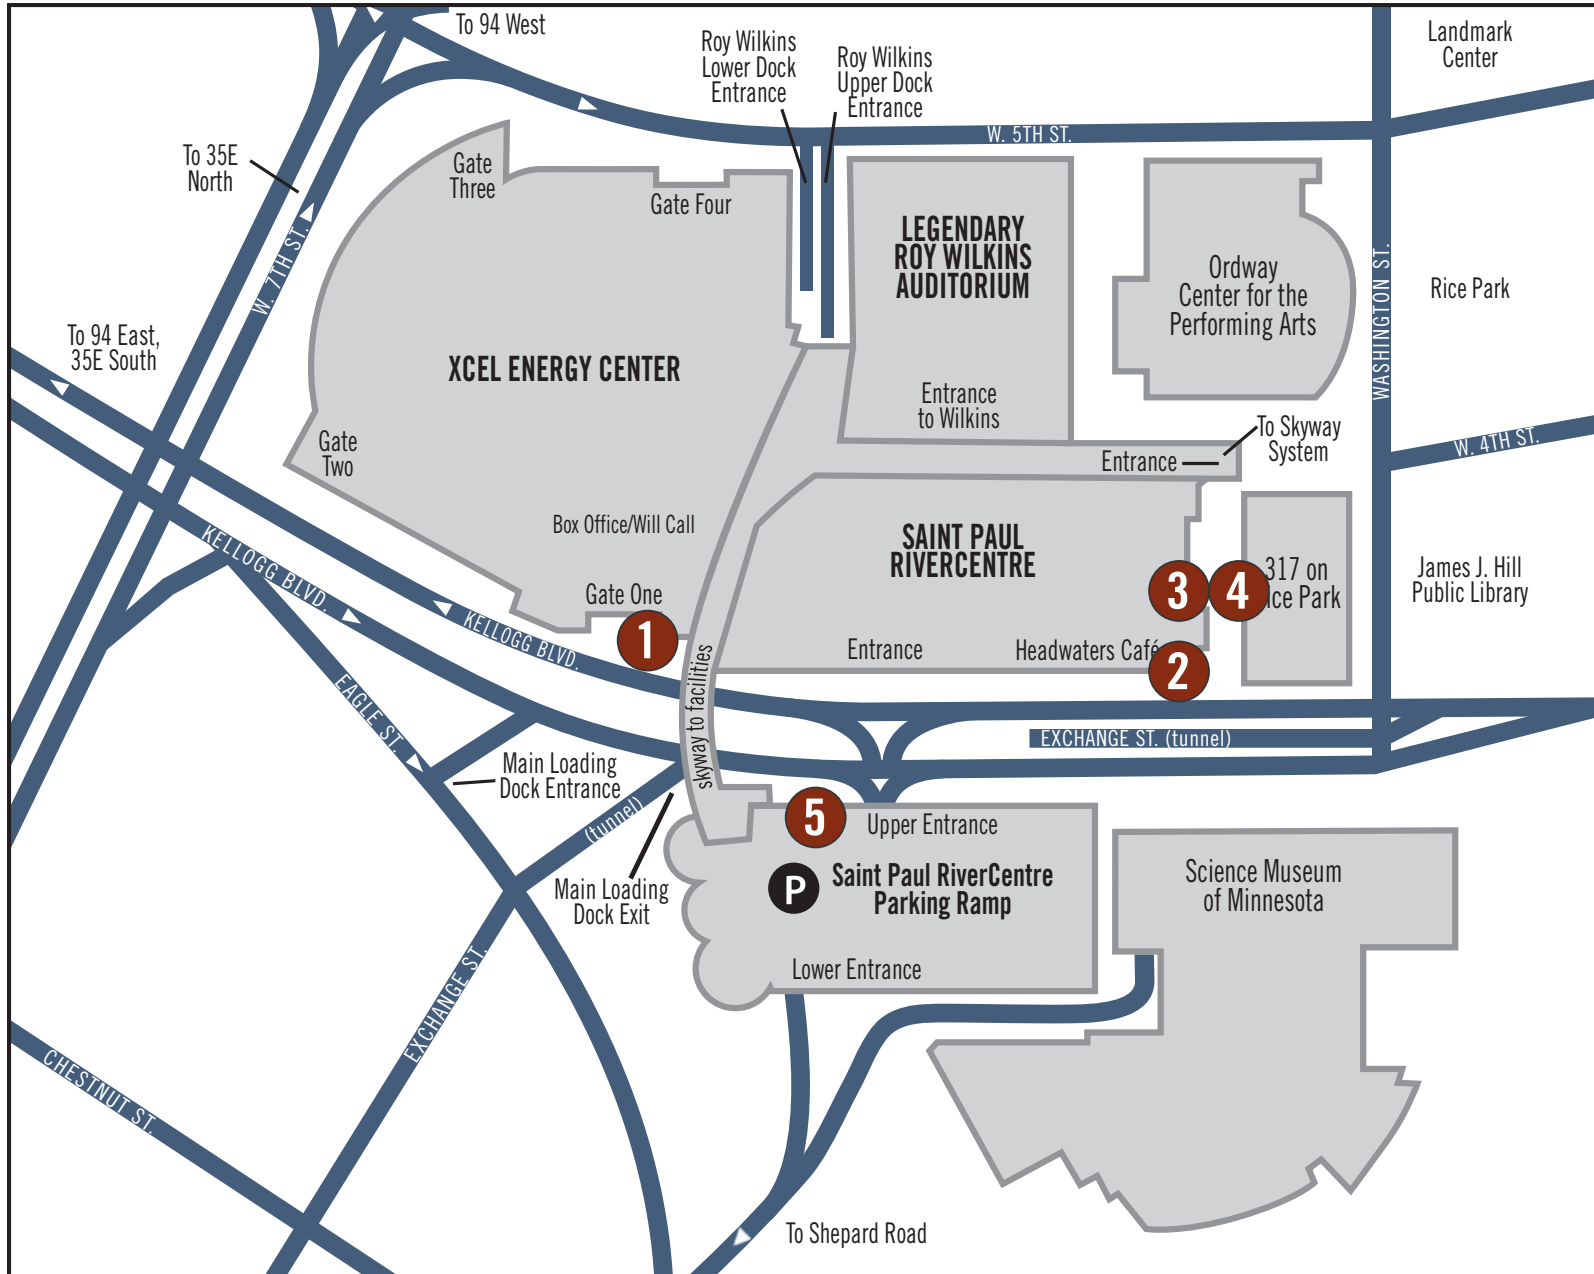 To 94 West
Roy Wilkins
Lower Dock
Entrance
Roy Wilkins
Upper Dock
Entrance
Landmark
Center
W. 5TH ST.
To 35E
North
Gate
Three
Gate Four
W. 7TH ST.
LEGENDARY
ROY WILKINS
AUDITORIUM
Ordway
Center for the
Performing Arts
WASHINGTON ST.
Rice Park
To 94 East,
35E South
XCEL ENERGY CENTER
Entrance
to Wilkins
Gate
Two
To Skyway
System
Entrance
W. 4TH ST.
Box Office/Will Call
SAINT PAUL
RIVERCENTRE
KELLOGG BLVD.
Gate One
KELLOGG BLVD.
1
3
4
317 on
ice Park
James J. Hill
Public Library
Entrance
Headwaters Café
2
skyway to facilities
EAGLE ST.
EXCHANGE ST. (tunnel)
Main Loading
Dock Entrance
(tunnel)
5
Upper Entrance
Main Loading
Dock Exit
P
Saint Paul RiverCentre
Parking Ramp
Science Museum
of Minnesota
Lower Entrance
EXCHANGE ST.
CHESTNUT ST.
To Shepard Road